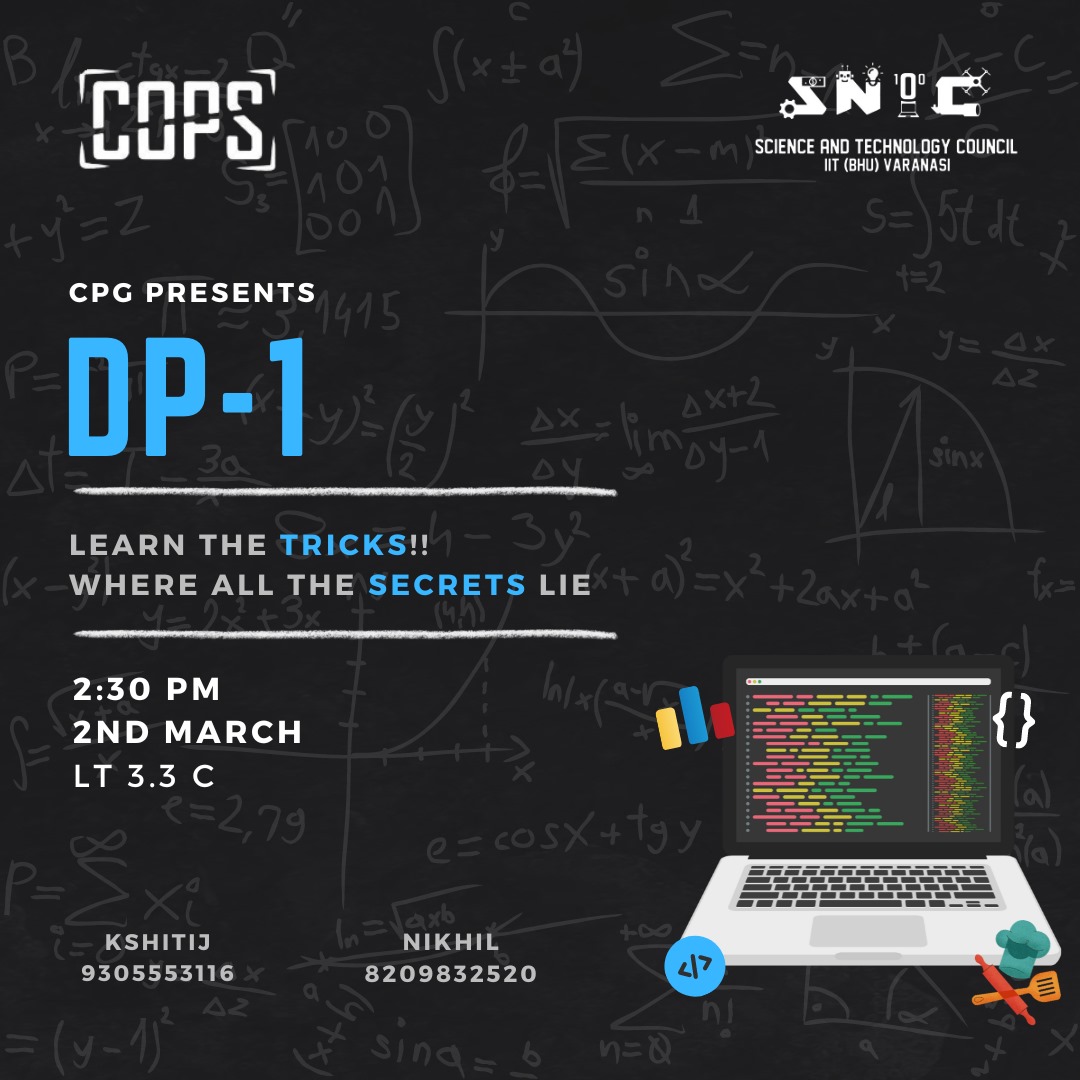 COPS
SNTC
SCIENCE AND TECHNOLOGY COUNCIL
IIT (BHU) VARANASI
CPG PRESENTS
DP-1
LEARN THE TRICKS!!
WHERE ALL THE SECRETS LIE
2:30 PM
2ND MARCH
LT 3.3 C
KSHITIJ
9305553116
NIKHIL
8209832520
{}
</>